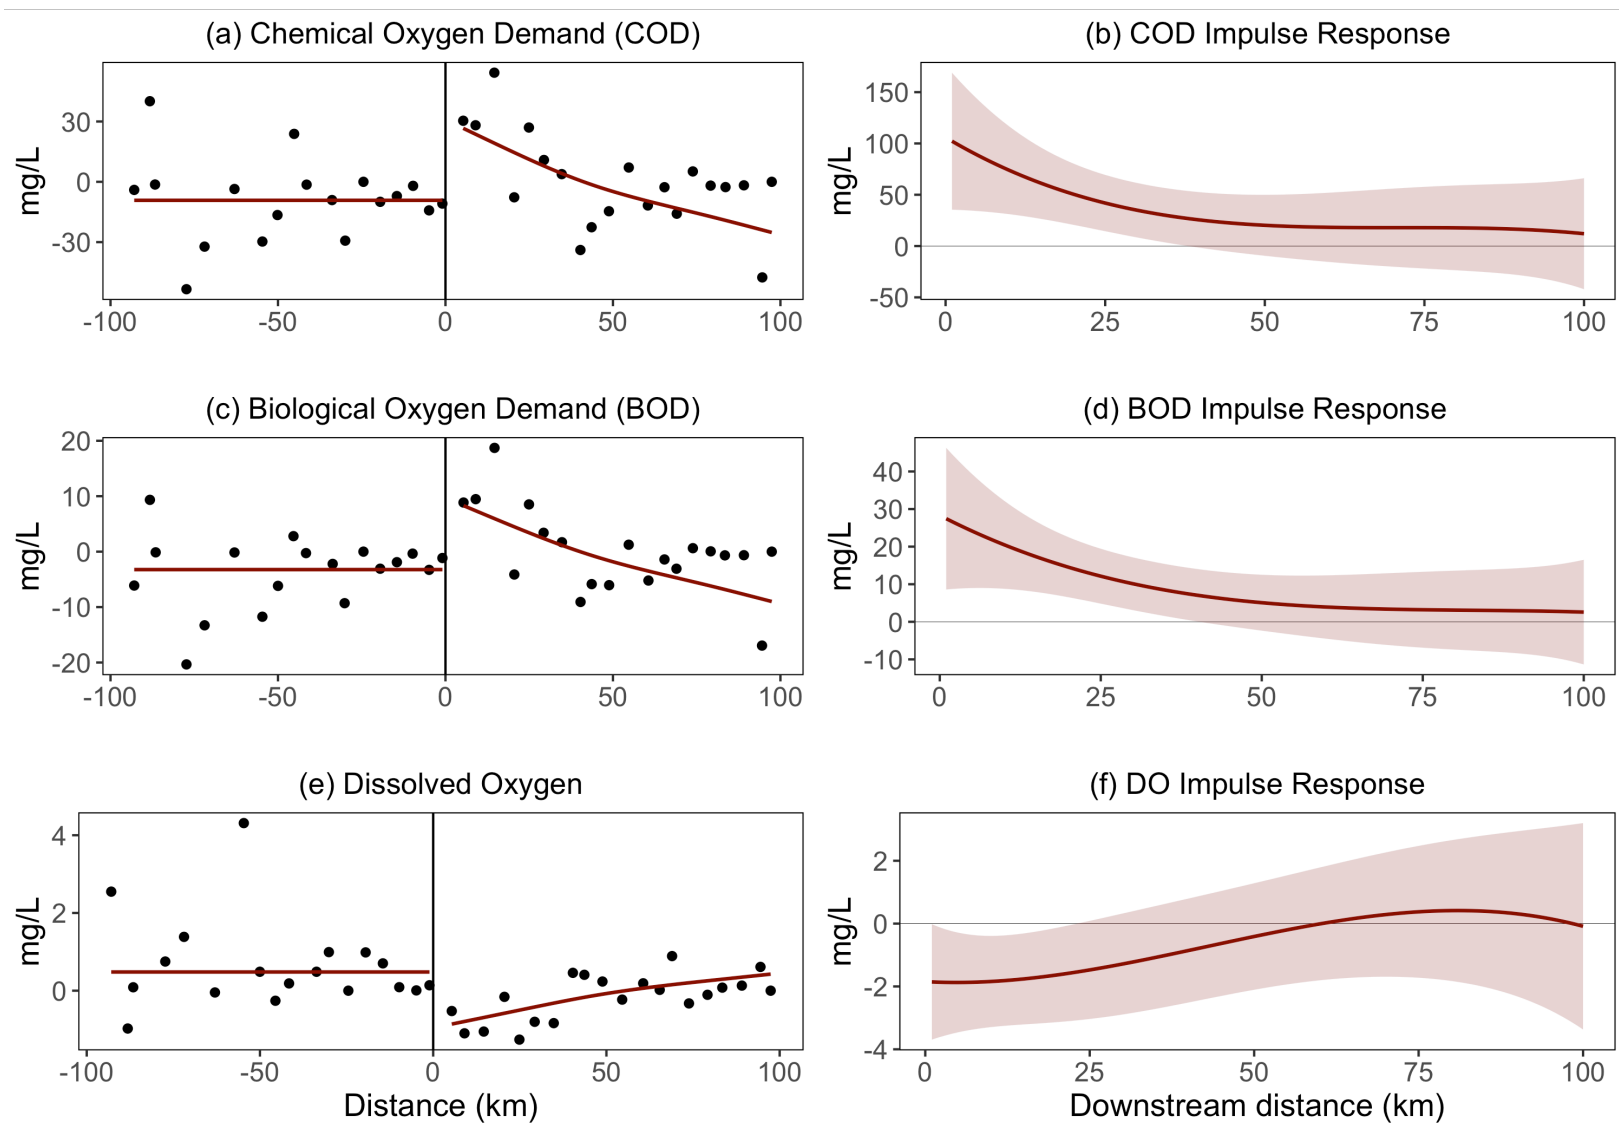 (a) Chemical Oxygen Demand (COD)
mg/L
30
0
-30
-100 -50 0 50 100
(b) COD Impulse Response
mg/L
150
100
50
0
-50
0 25 50 75 100
(c) Biological Oxygen Demand (BOD)
mg/L
20
10
0
-10
-20
-100 -50 0 50 100
(d) BOD Impulse Response
mg/L
40
30
20
10
0
-10
0 25 50 75 100
(e) Dissolved Oxygen
mg/L
4
2
0
-100 -50 0 50 100
Distance (km)
(f) DO Impulse Response
mg/L
2
0
-2
-4
0 25 50 75 100
Downstream distance (km)